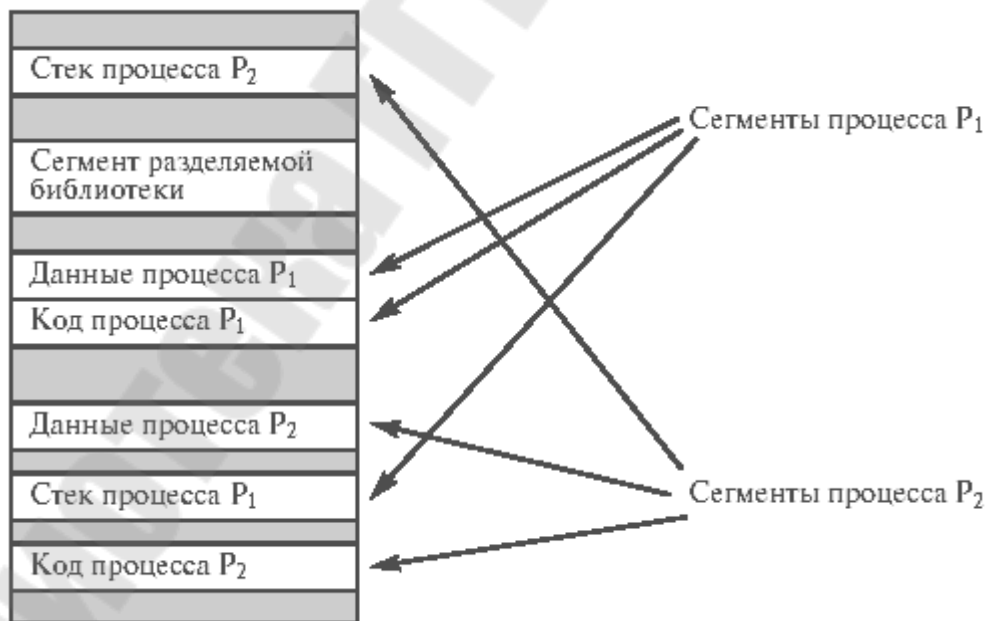 Стек процесса P2
Сегмент разделяемой
библиотеки
Данные процесса P1
Код процесса P1
Данные процесса P2
Стек процесса P1
Код процесса P2
Сегменты процесса P1
Сегменты процесса P2